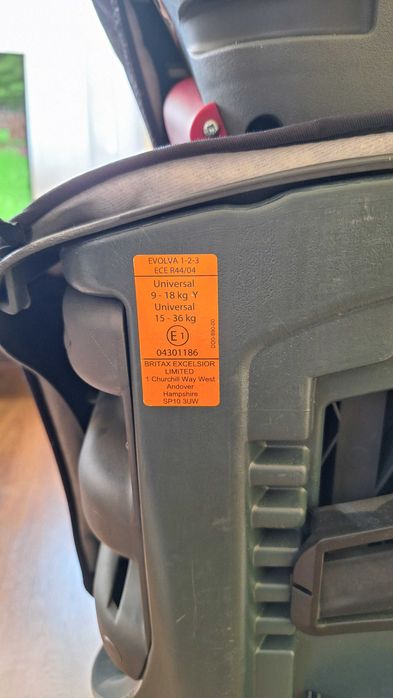 EVOLVA 1-2-3
ECE R44/04
Universal
9 - 18 kg Y
Universal
15 - 36 kg
E1
04301186
BRITAX EXCELSIOR
LIMITED
1 Churchill Way West
Andover
Hampshire
SP10 3UW